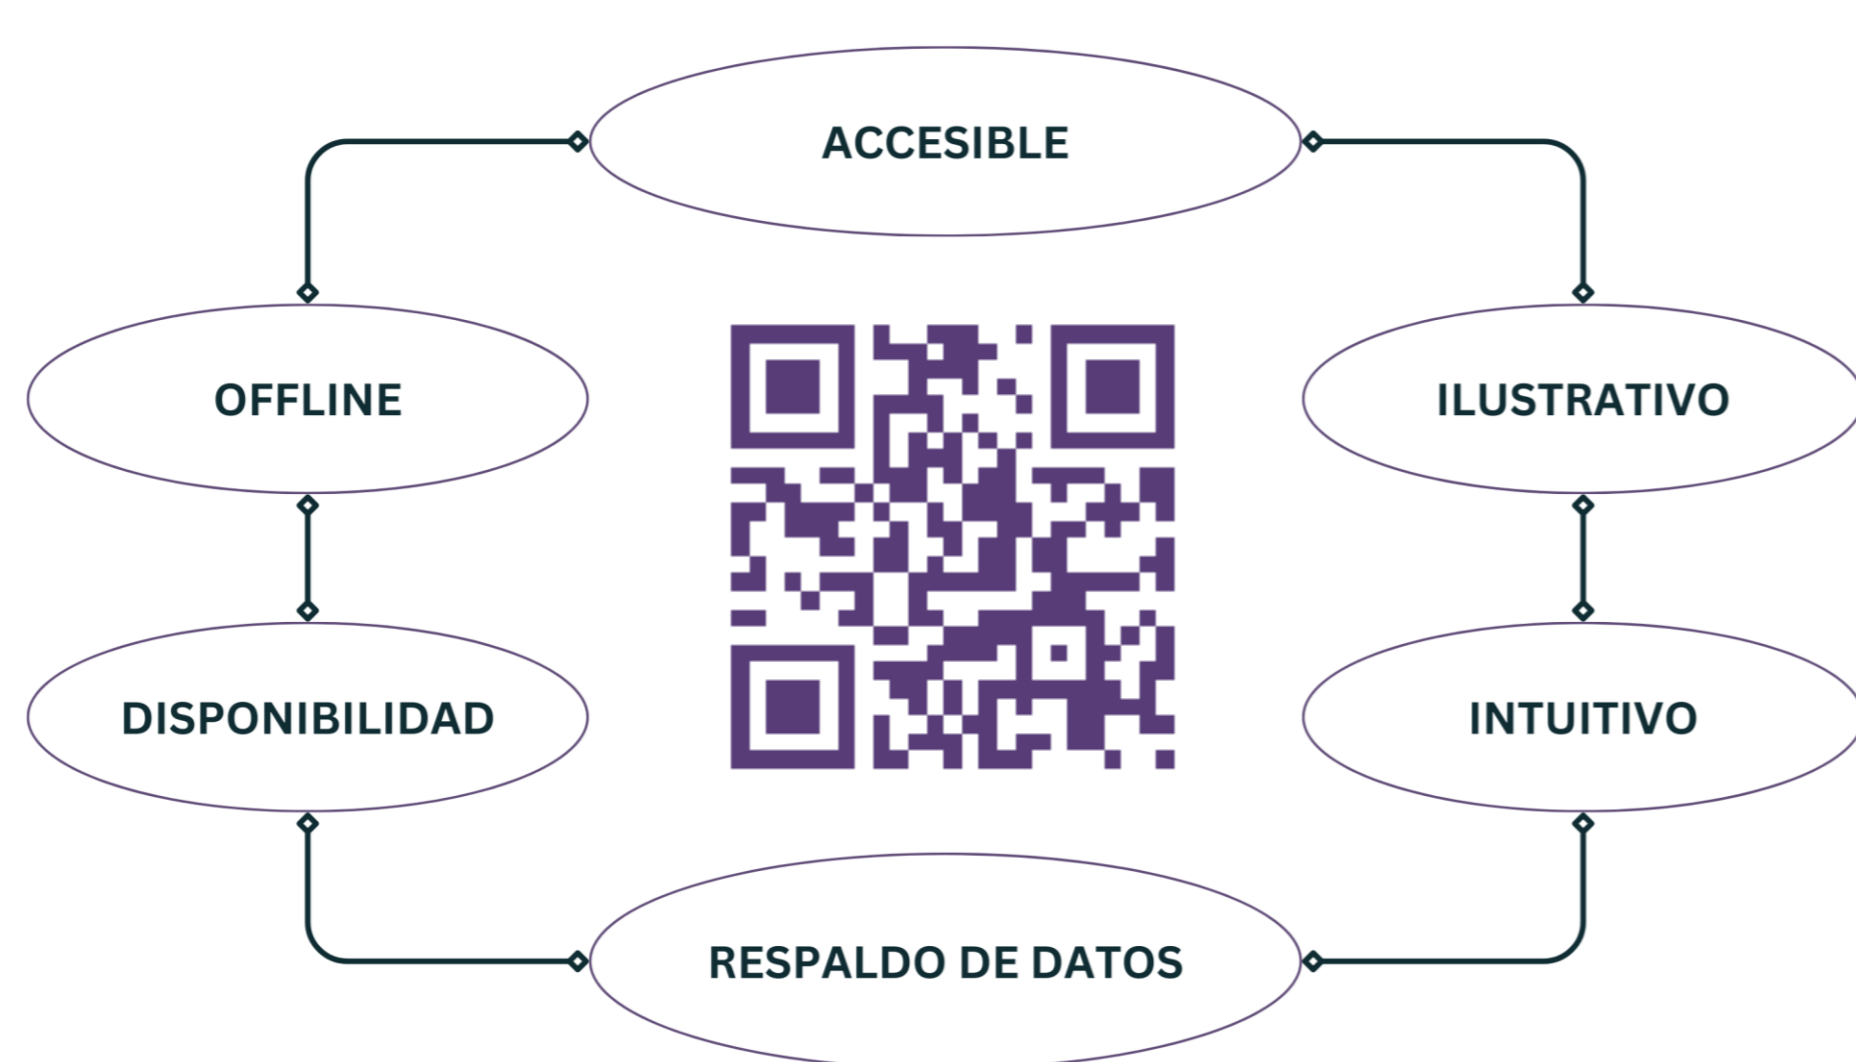 ACCESIBLE
OFFLINE
ILUSTRATIVO
DISPONIBILIDAD
INTUITIVO
RESPALDO DE DATOS